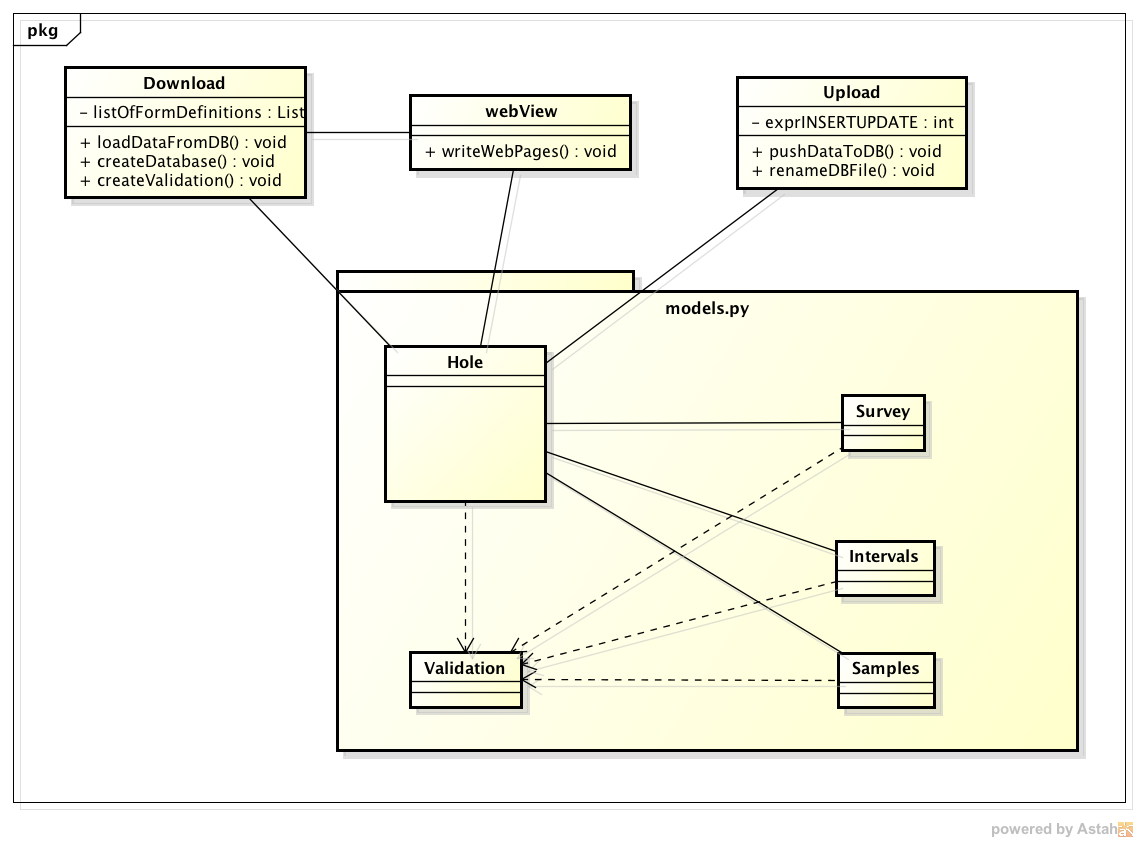 pkg
Download
- listOfFormDefinitions : List
+ loadDataFromDB() : void
+ createDatabase() : void
+ createValidation() : void
webView
+ writeWebPages() : void
Upload
- exprINSERTUPDATE : int
+ pushDataToDB() : void
+ renameDBFile() : void
models.py
Hole
Survey
Intervals
Validation
Samples
powered by Astah